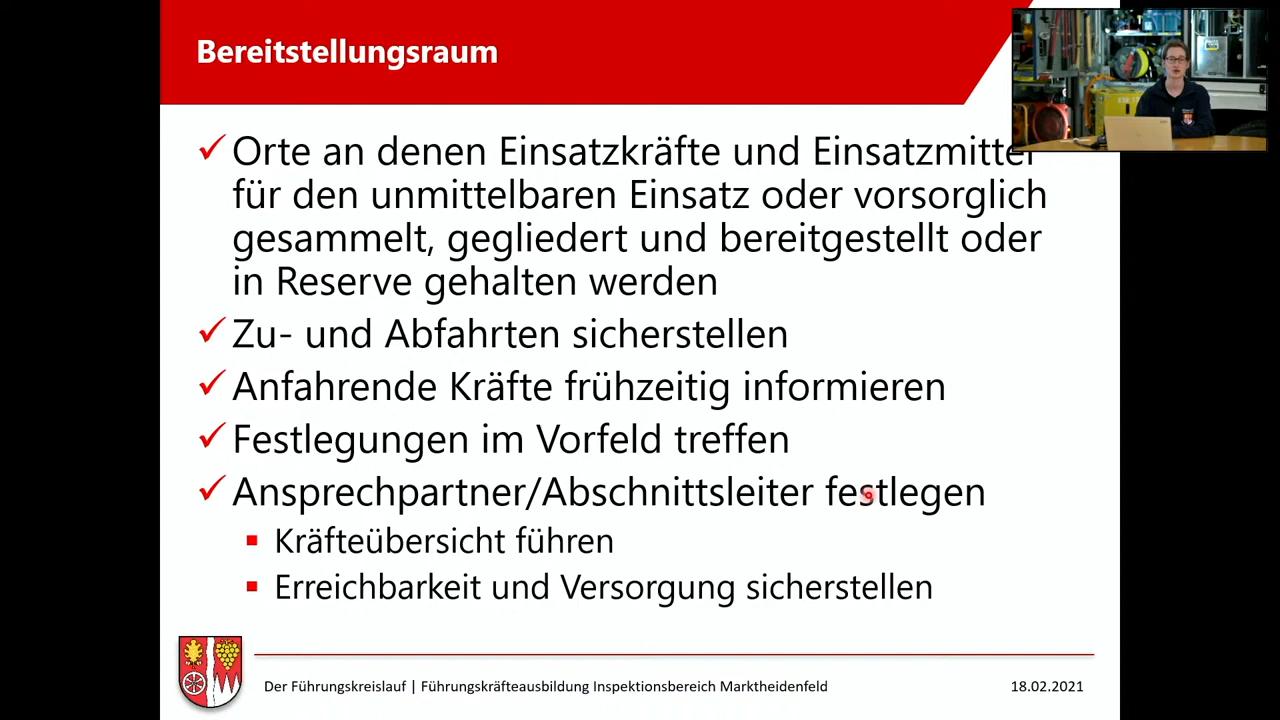 Bereitstellungsraum
Orte an denen Einsatzkräfte und Einsatzmittel
für den unmittelbaren Einsatz oder vorsorglich
gesammelt, gegliedert und bereitgestellt oder
in Reserve gehalten werden
Zu- und Abfahrten sicherstellen
Anfahrende Kräfte frühzeitig informieren
Festlegungen im Vorfeld treffen
Ansprechpartner/Abschnittsleiter festlegen
Kräfteübersicht führen
Erreichbarkeit und Versorgung sicherstellen
Der Führungskreislauf | Führungskräfteausbildung Inspektionsbereich Marktheidenfeld
18.02.2021